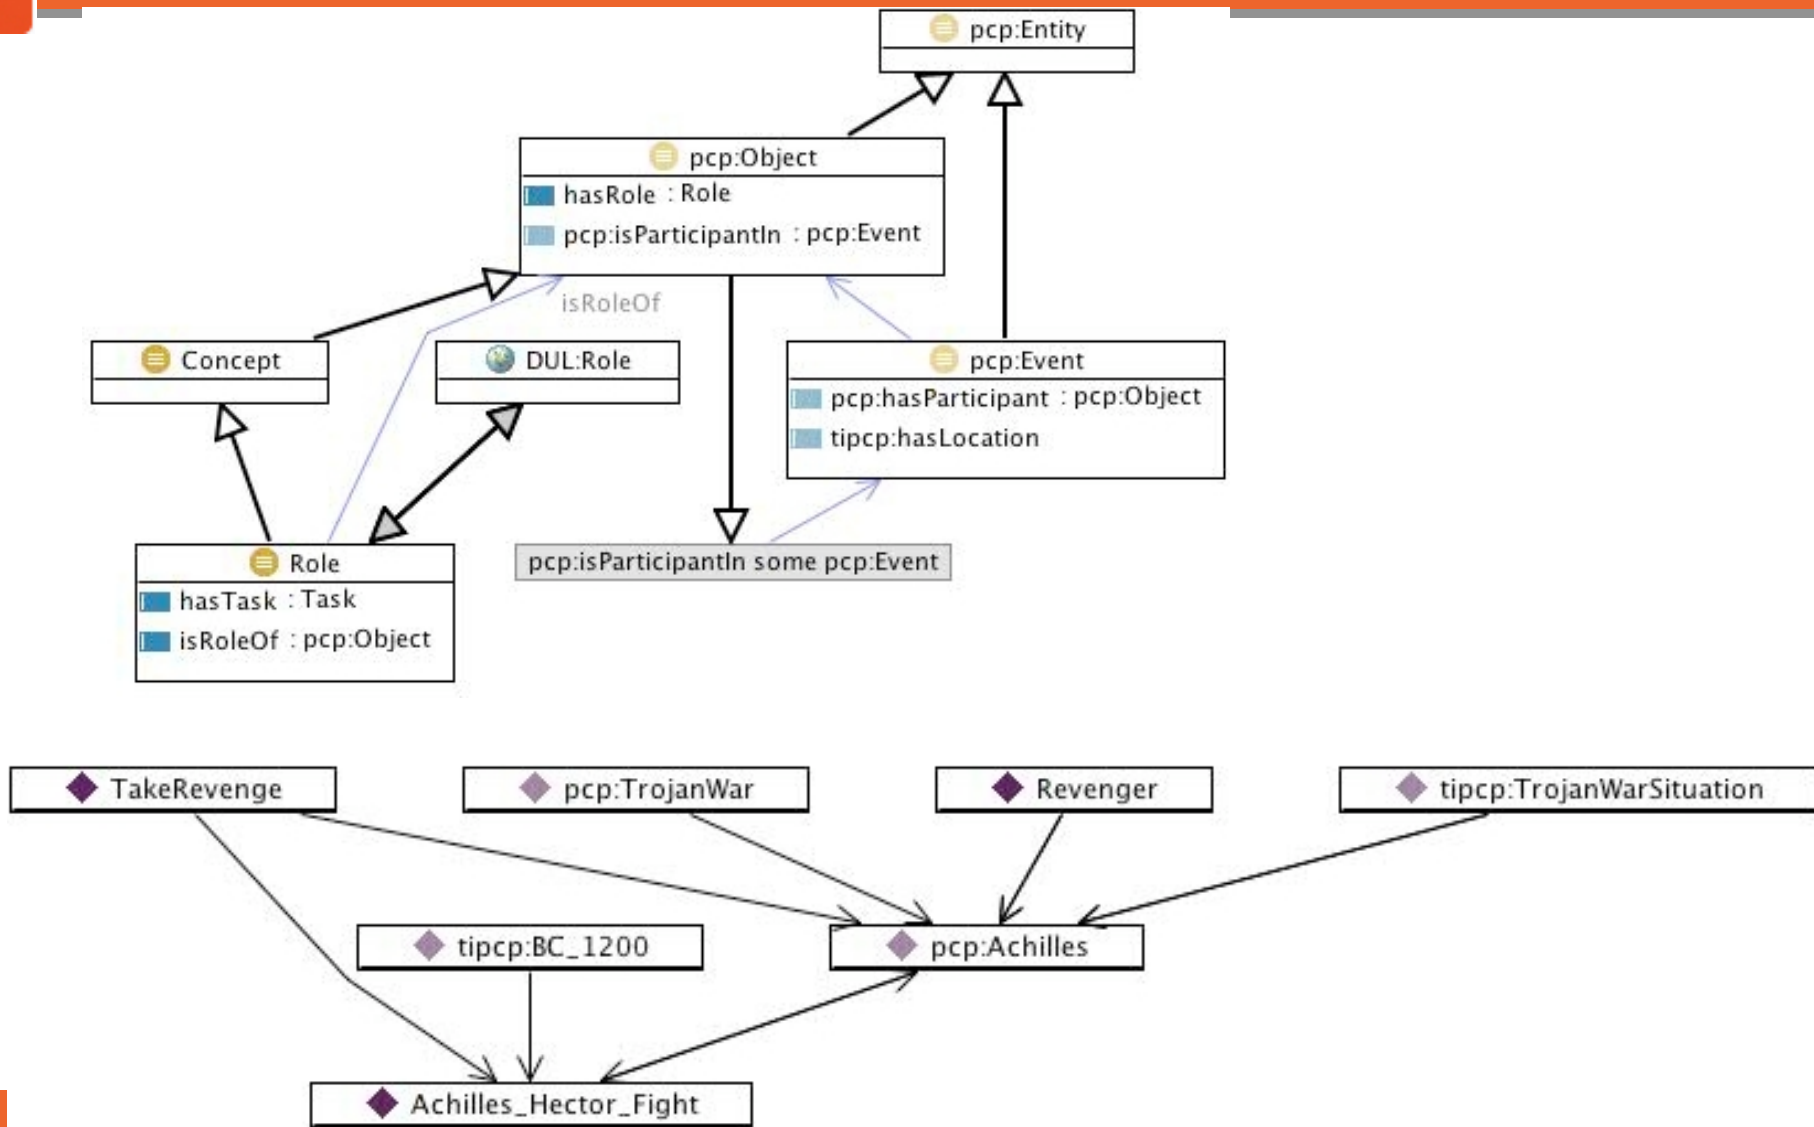 pcp:Entity
pcp:Object
hasRole : Role
pcp:isParticipantIn : pcp:Event
isRoleOf
Concept
DUL:Role
pcp:Event
pcp:hasParticipant : pcp:Object
tipcp:hasLocation
Role
hasTask : Task
isRoleOf : pcp:Object
pcp:isParticipantIn some pcp:Event
TakeRevenge
pcp:TrojanWar
Revenger
tipcp:TrojanWarSituation
tipcp:BC_1200
pcp:Achilles
Achilles_Hector_Fight